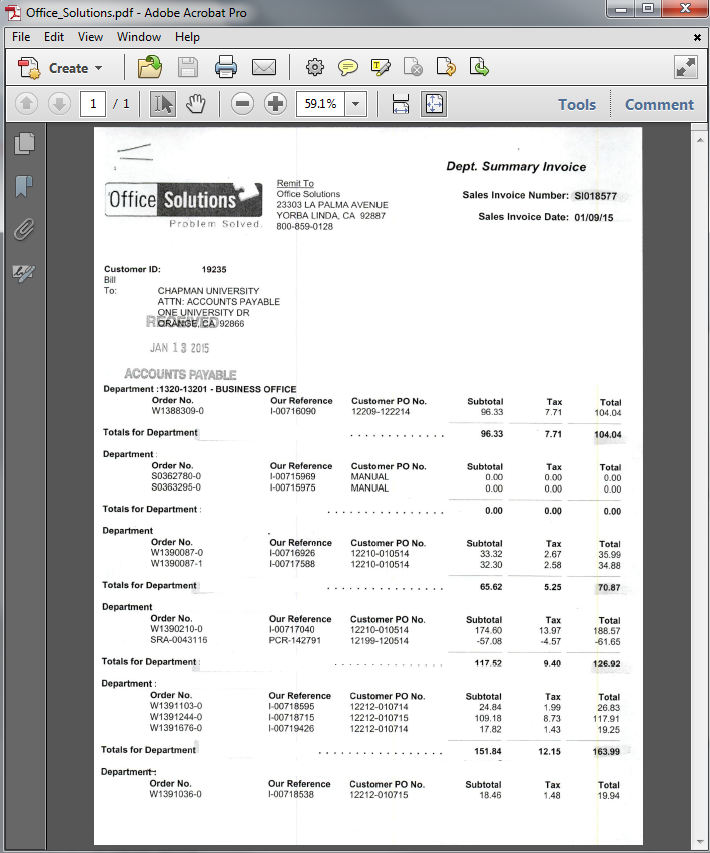 Office_Solutions.pdf - Adobe Acrobat Pro
File Edit View Window Help
Create
1 / 1 59.1% Tools Comment
Dept. Summary Invoice
Office Solutions
Problem Solved.
Remit To
Office Solutions
23303 LA PALMA AVENUE
YORBA LINDA, CA 92887
800-859-0128
Sales Invoice Number: SI018577
Sales Invoice Date: 01/09/15
Customer ID: 19235
Bill
To: CHAPMAN UNIVERSITY
ATTN: ACCOUNTS PAYABLE
ONE UNIVERSITY DR
ORANGE, CA 92866
RECEIVED
JAN 13 2015
ACCOUNTS PAYABLE
Department :1320-13201 - BUSINESS OFFICE
Order No. Our Reference Customer PO No. Subtotal Tax Total
W1388309-0 I-00716090 12209-122214 96.33 7.71 104.04
Totals for Department . . . . . . . . . . . . . 96.33 7.71 104.04
Department :
Order No. Our Reference Customer PO No. Subtotal Tax Total
S0362780-0 I-00715969 MANUAL 0.00 0.00 0.00
S0363295-0 I-00715975 MANUAL 0.00 0.00 0.00
Totals for Department : . . . . . . . . . . . . . . . . 0.00 0.00 0.00
Department
Order No. Our Reference Customer PO No. Subtotal Tax Total
W1390087-0 I-00716926 12210-010514 33.32 2.67 35.99
W1390087-1 I-00717588 12210-010514 32.30 2.58 34.88
Totals for Department : . . . . . . . . . . . . . . . . 65.62 5.25 70.87
Department
Order No. Our Reference Customer PO No. Subtotal Tax Total
W1390210-0 I-00717040 12210-010514 174.60 13.97 188.57
SRA-0043116 PCR-142791 12199-120514 -57.08 -4.57 -61.65
Totals for Department : . . . . . . . . . . . . . . . 117.52 9.40 126.92
Department :
Order No. Our Reference Customer PO No. Subtotal Tax Total
W1391103-0 I-00718595 12212-010714 24.84 1.99 26.83
W1391244-0 I-00718715 12212-010715 109.18 8.73 117.91
W1391676-0 I-00719426 12212-010714 17.82 1.43 19.25
Totals for Department . . . . . . . . . . . . . . . . . 151.84 12.15 163.99
Department :
Order No. Our Reference Customer PO No. Subtotal Tax Total
W1391036-0 I-00718538 12212-010715 18.46 1.48 19.94